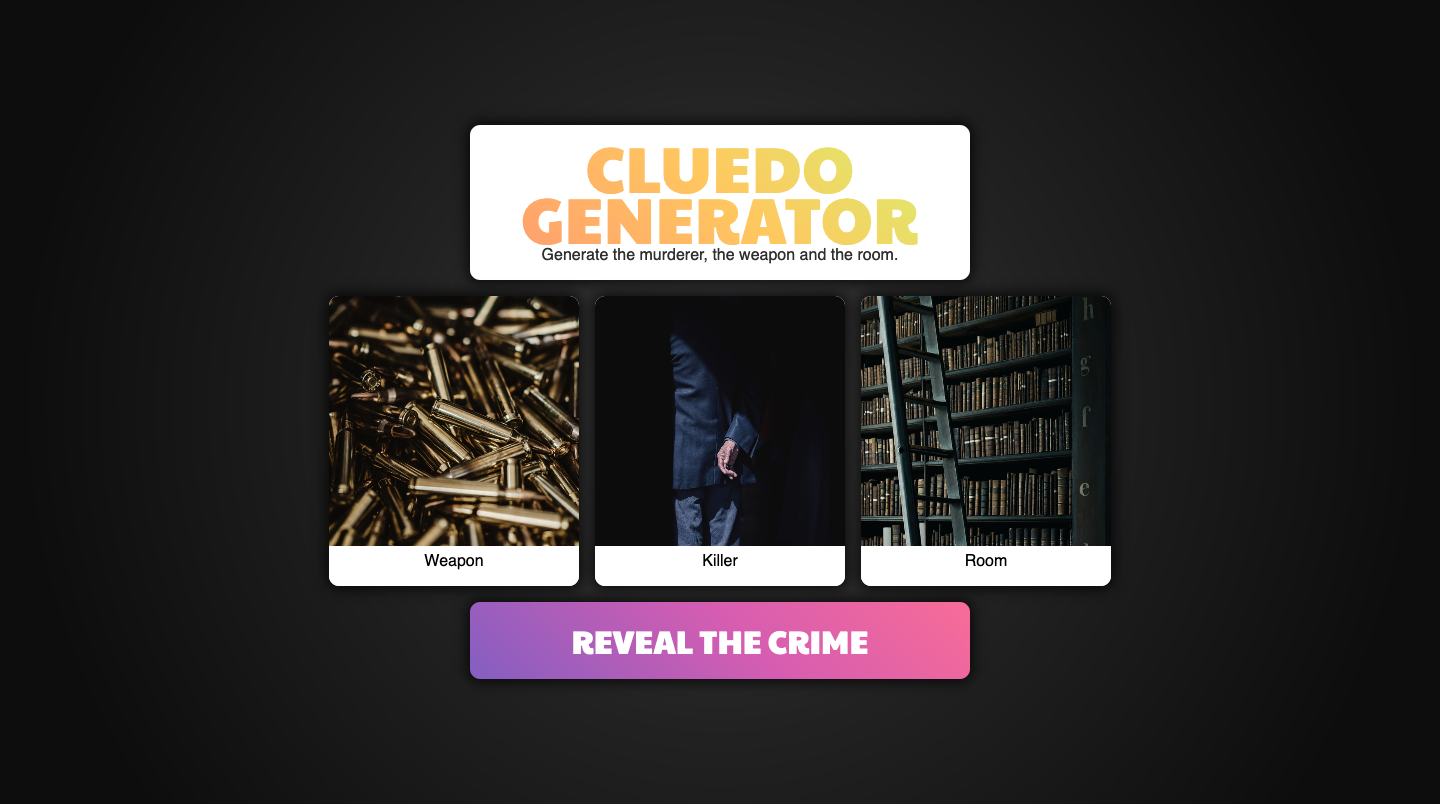 CLUEDO
GENERATOR
Generate the murderer, the weapon and the room.
h
g
f
e
Weapon
Killer
Room
REVEAL THE CRIME